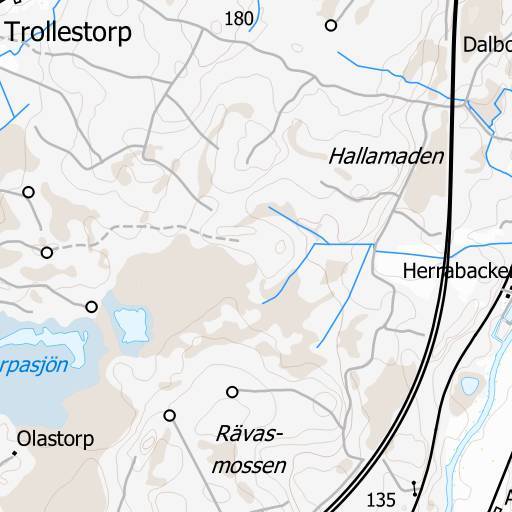 180
Trollestorp
Dalbo
Hallamaden
Herrabacke
rpasjön
Olastorp
Rävas-
mossen
135
A